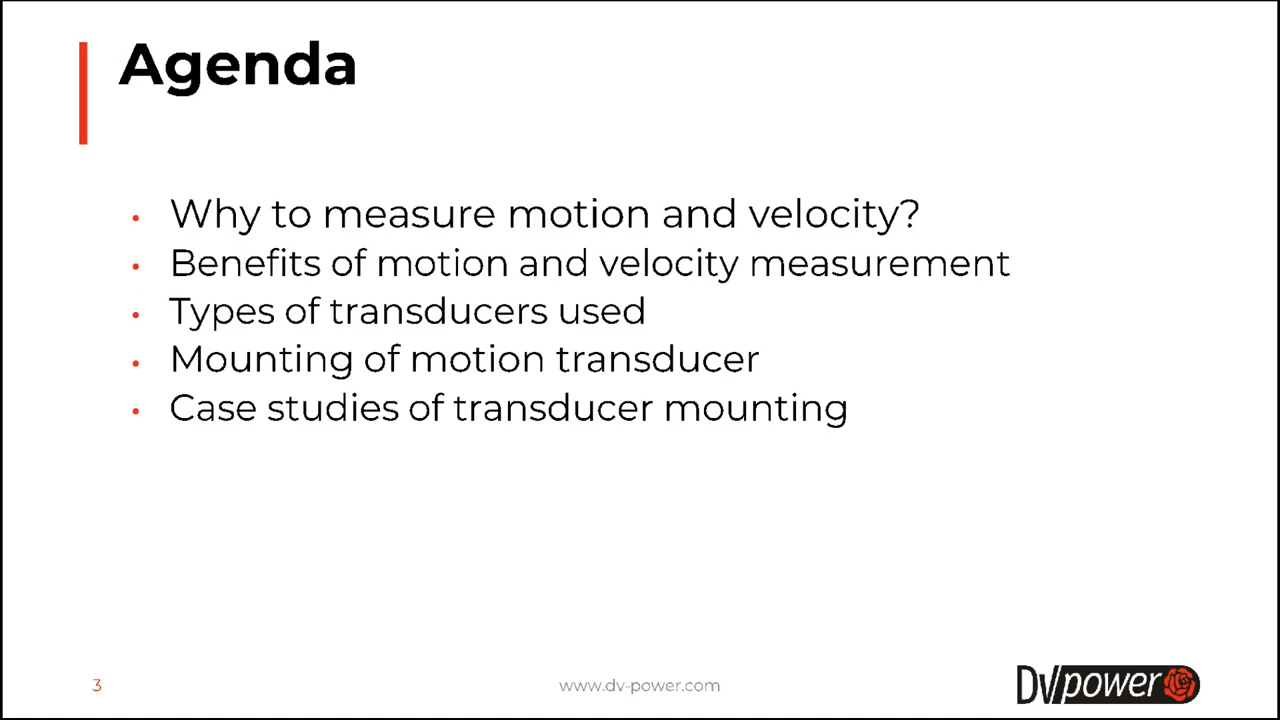 Agenda
• Why to measure motion and velocity?
• Benefits of motion and velocity measurement
• Types of transducers used
• Mounting of motion transducer
• Case studies of transducer mounting
3
www.dv-power.com
DV power